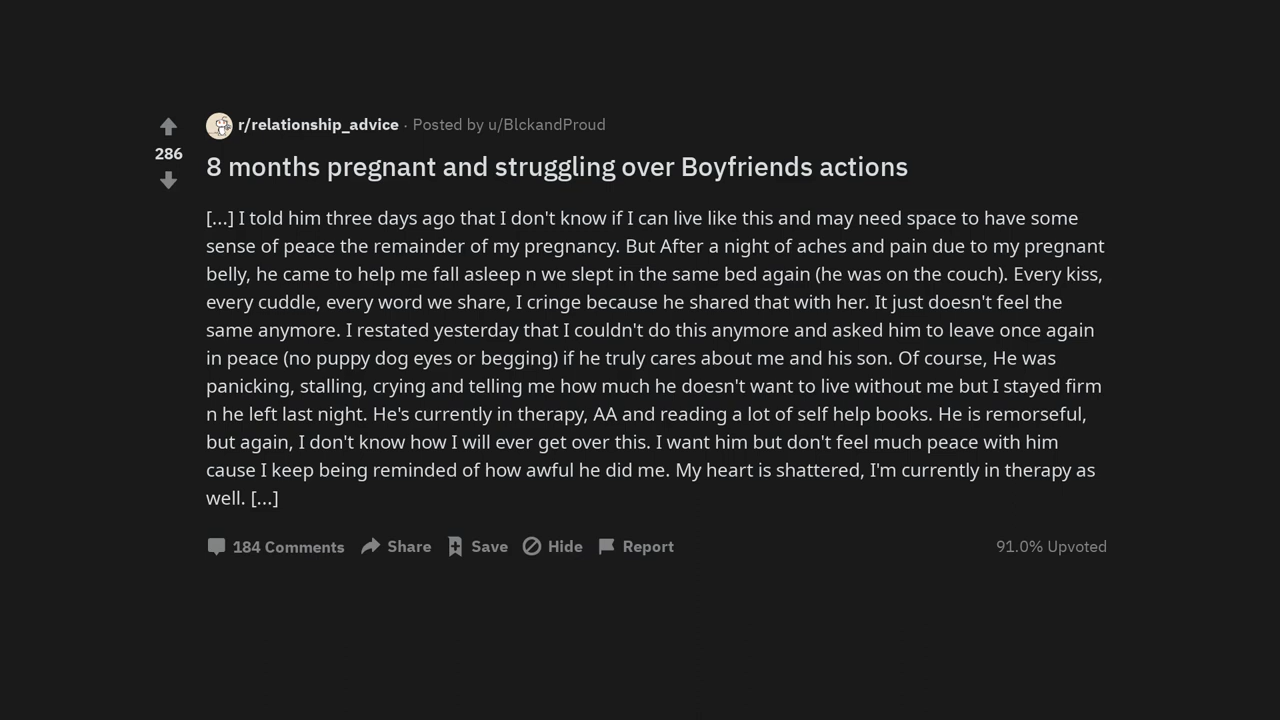 r/relationship_advice · Posted by u/BlckandProud
286
8 months pregnant and struggling over Boyfriends actions
[...] I told him three days ago that I don't know if I can live like this and may need space to have some
sense of peace the remainder of my pregnancy. But After a night of aches and pain due to my pregnant
belly, he came to help me fall asleep n we slept in the same bed again (he was on the couch). Every kiss,
every cuddle, every word we share, I cringe because he shared that with her. It just doesn't feel the
same anymore. I restated yesterday that I couldn't do this anymore and asked him to leave once again
in peace (no puppy dog eyes or begging) if he truly cares about me and his son. Of course, He was
panicking, stalling, crying and telling me how much he doesn't want to live without me but I stayed firm
n he left last night. He's currently in therapy, AA and reading a lot of self help books. He is remorseful,
but again, I don't know how I will ever get over this. I want him but don't feel much peace with him
cause I keep being reminded of how awful he did me. My heart is shattered, I'm currently in therapy as
well. [...]
184 Comments Share Save Hide Report 91.0% Upvoted